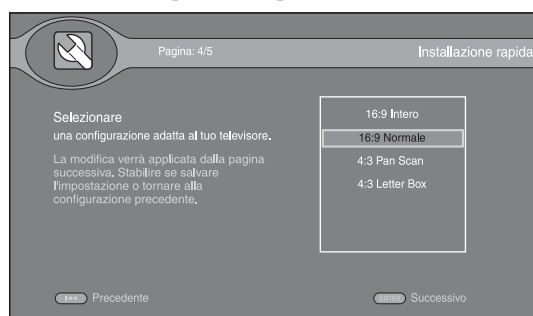 Pagina: 4/5
Installazione rapida
Selezionare
una configurazione adatta al tuo televisore.
La modifica verrà applicata dalla pagina
successiva. Stabilire se salvare
l'impostazione o tornare alla
configurazione precedente.
16:9 Intero
16:9 Normale
4:3 Pan Scan
4:3 Letter Box
Precedente
ENTER Successivo